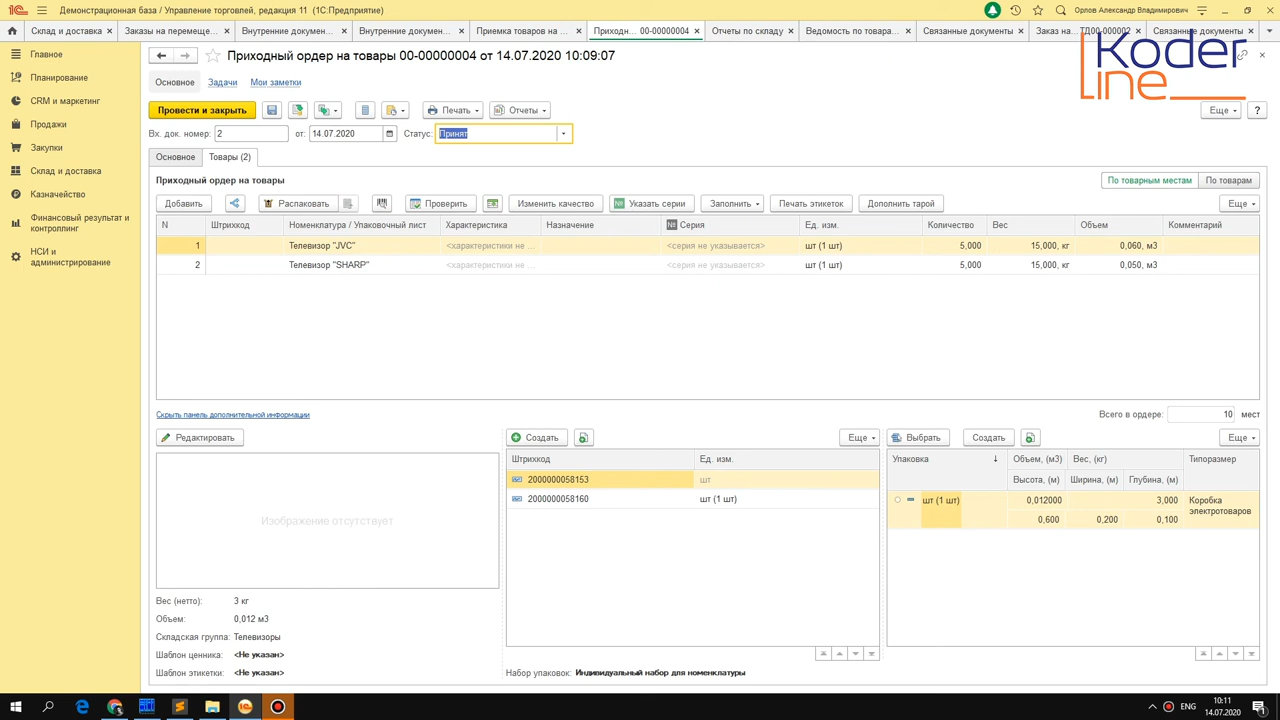 Демонстрационная база / Управление торговлей, редакция 11 (1С:Предприятие)
Орлов Александр Владимирович
Склад и доставка
Заказы на перемеще...
Внутренние докумен...
Внутренние докумен...
Приемка товаров на ...
Приходн... 00-00000004
Отчеты по складу
Ведомость по товара...
Связанные документы
Заказ на... ТД00-000002
Связанные документы
Главное
Планирование
CRM и маркетинг
Продажи
Закупки
Склад и доставка
Казначейство
Финансовый результат и
контроллинг
НСИ и
администрирование
Приходный ордер на товары 00-00000004 от 14.07.2020 10:09:07
Koder
line
Основное Задачи Мои заметки
Провести и закрыть Печать Отчеты Еще ?
Вх. док. номер: 2 от: 14.07.2020 Статус: Принят
Основное Товары (2)
Приходный ордер на товары По товарным местам По товарам
Добавить Распаковать Проверить Изменить качество Указать серии Заполнить Печать этикеток Дополнить тарой Еще
N Штрихкод Номенклатура / Упаковочный лист Характеристика Назначение Серия Ед. изм. Количество Вес Объем Комментарий
1 Телевизор "JVC" <характеристики не ... <серия не указывается> шт (1 шт) 5,000 15,000, кг 0,060, м3
2 Телевизор "SHARP" <характеристики не ... <серия не указывается> шт (1 шт) 5,000 15,000, кг 0,050, м3
Скрыть панель дополнительной информации
Всего в ордере: 10 мест
Редактировать
Изображение отсутствует
Вес (нетто): 3 кг
Объем: 0,012 м3
Складская группа: Телевизоры
Шаблон ценника: <Не указан>
Шаблон этикетки: <Не указан>
Создать Еще
Штрихкод Ед. изм.
2000000058153 шт
2000000058160 шт (1 шт)
Набор упаковок: Индивидуальный набор для номенклатуры
Выбрать Создать Еще
Упаковка Объем, (м3) Вес, (кг) Типоразмер
Высота, (м) Ширина, (м) Глубина, (м)
шт (1 шт) 0,012000 3,000 Коробка
электротоваров
0,600 0,200 0,100
ENG
10:11
14.07.2020